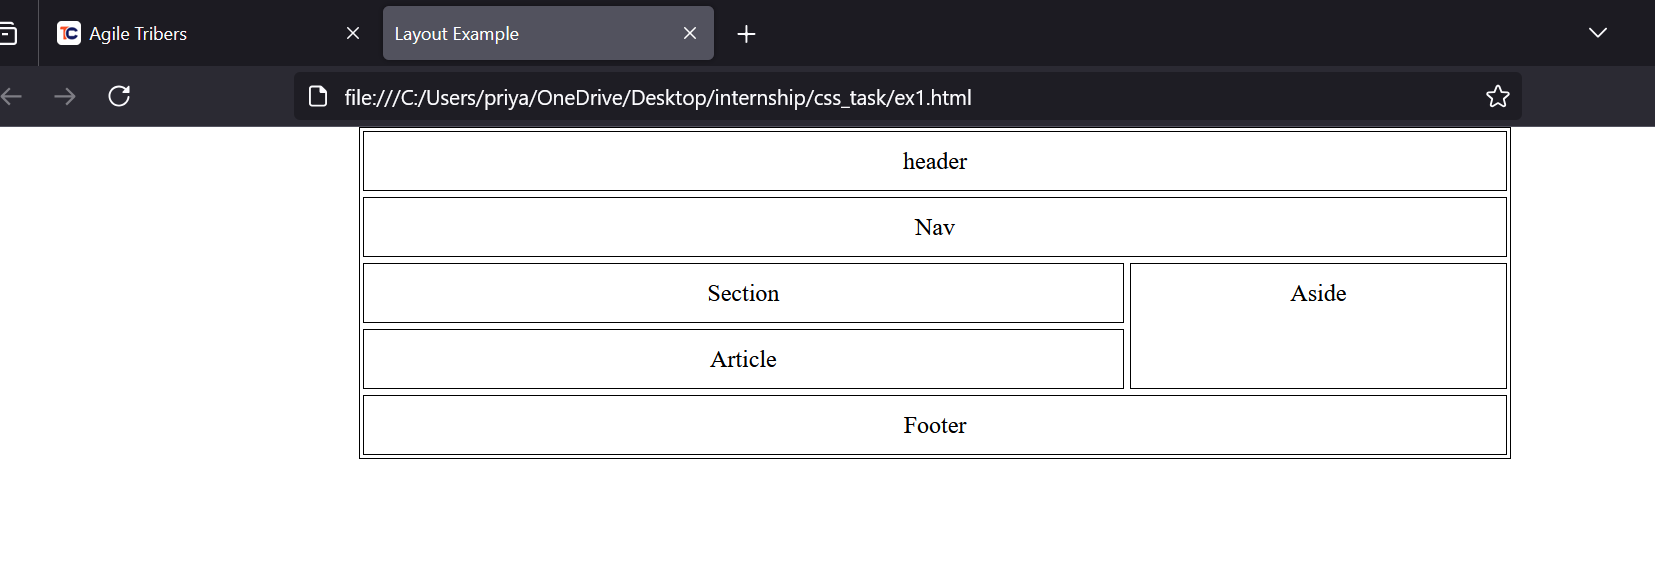 TC Agile Tribers
Layout Example
file:///C:/Users/priya/OneDrive/Desktop/internship/css_task/ex1.html
header
Nav
Section
Aside
Article
Footer